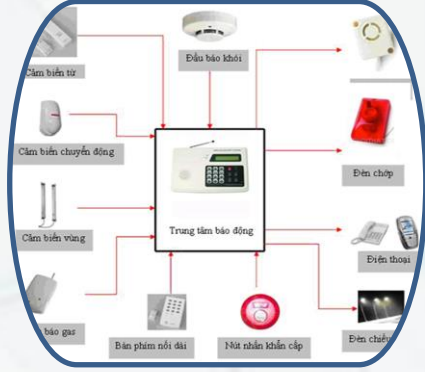 Cảm biến từ
Đầu báo khói
Cảm biến chuyển động
Đèn chớp
Cảm biến vùng
Trung tâm báo động
Điện thoại
báo gas
Bàn phím nối dài
Nút nhấn khẩn cấp
Đèn chiếu